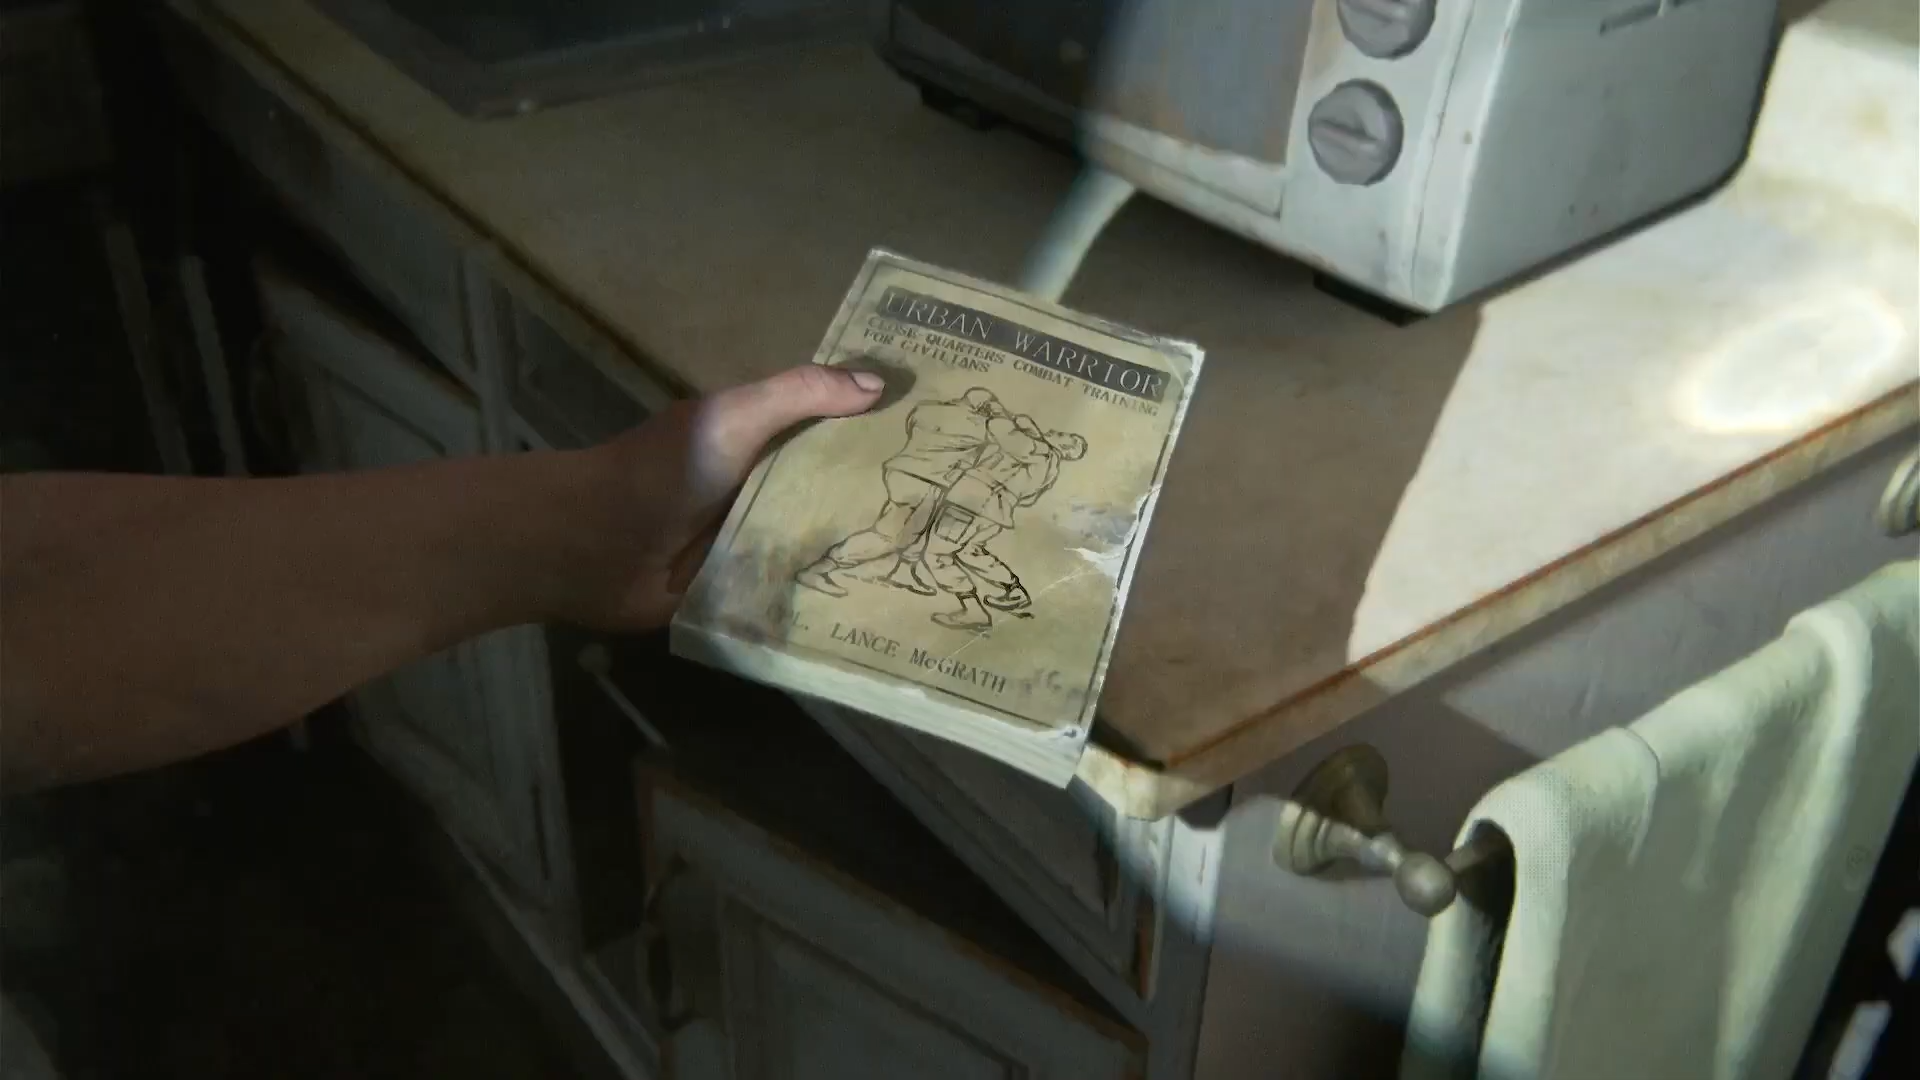 URBAN WARRIOR
CLOSE-QUARTERS COMBAT TRAINING
FOR CIVILIANS
LANCE McGRATH